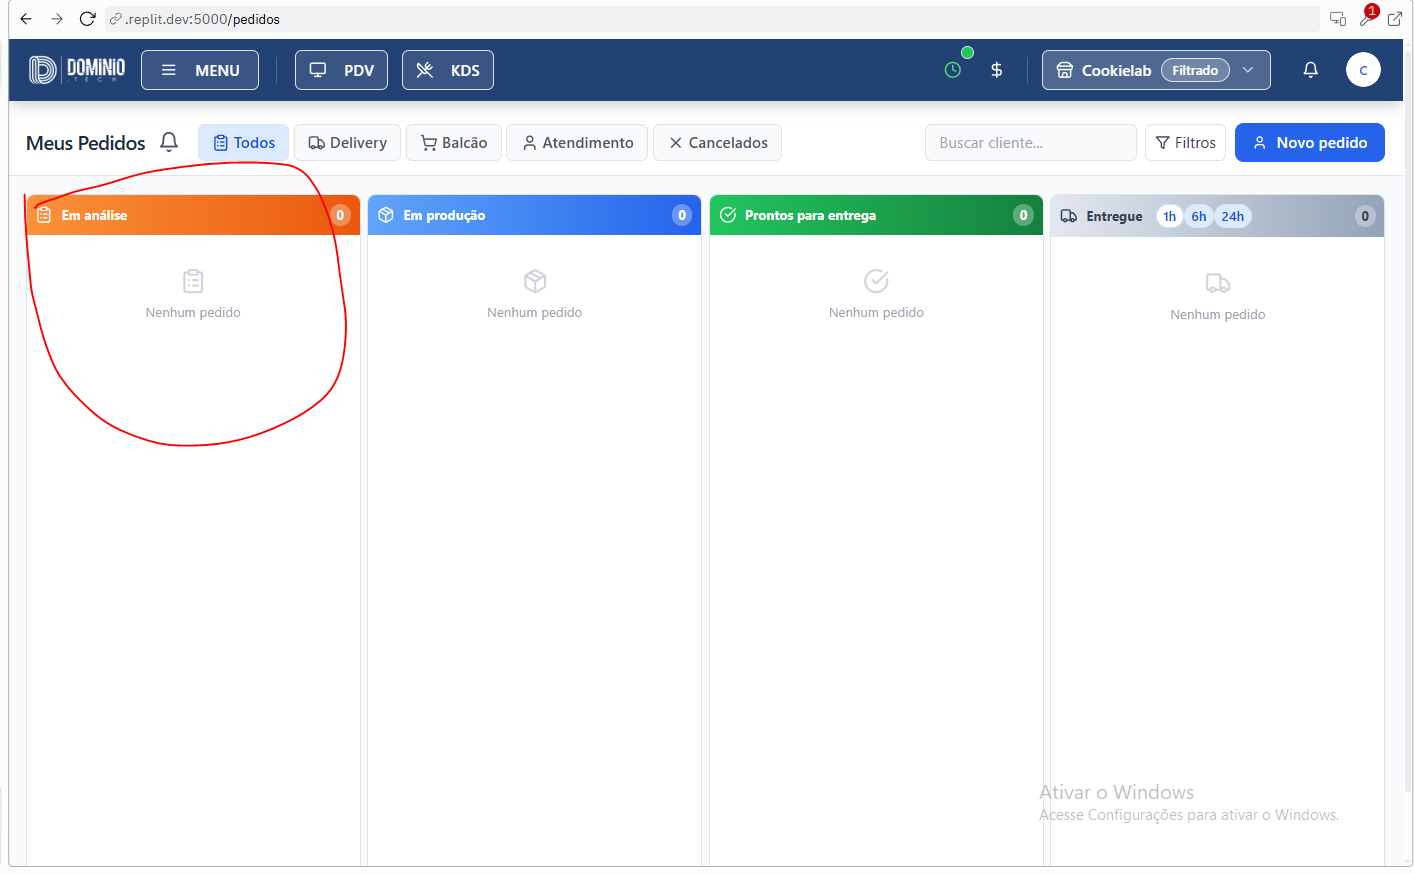 .replit.dev:5000/pedidos
1
DOMÍNIO
TECH
MENU
PDV
KDS
$
Cookielab
Filtrado
C
Meus Pedidos
Todos
Delivery
Balcão
Atendimento
Cancelados
Buscar cliente...
Filtros
Novo pedido
Em análise
0
Em produção
0
Prontos para entrega
0
Entregue
1h
6h
24h
0
Nenhum pedido
Nenhum pedido
Nenhum pedido
Nenhum pedido
Ativar o Windows
Acesse Configurações para ativar o Windows.